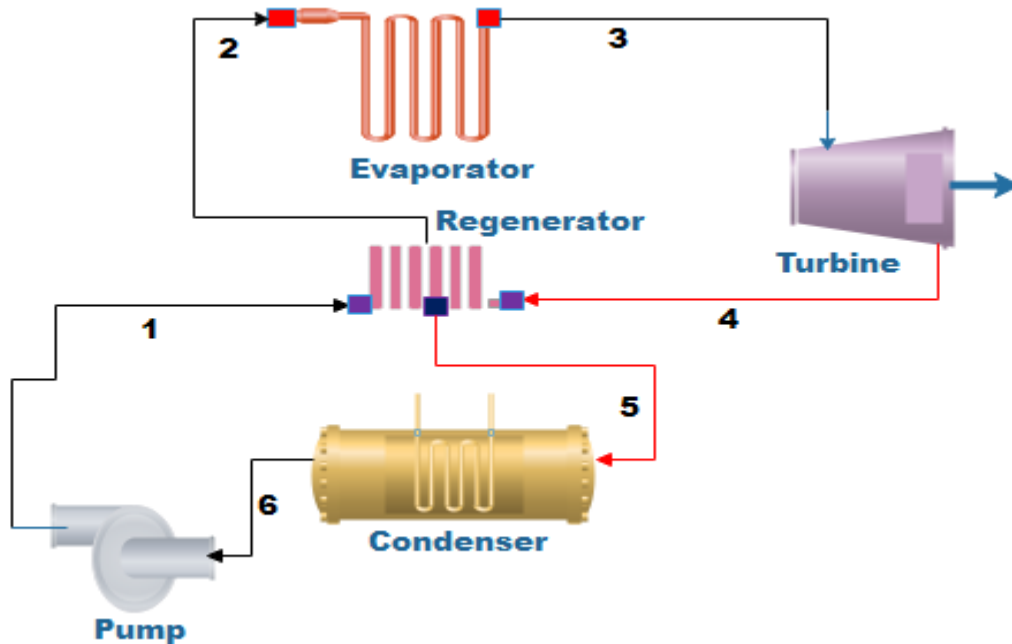 2
3
Evaporator
Regenerator
Turbine
1
4
5
6
Condenser
Pump